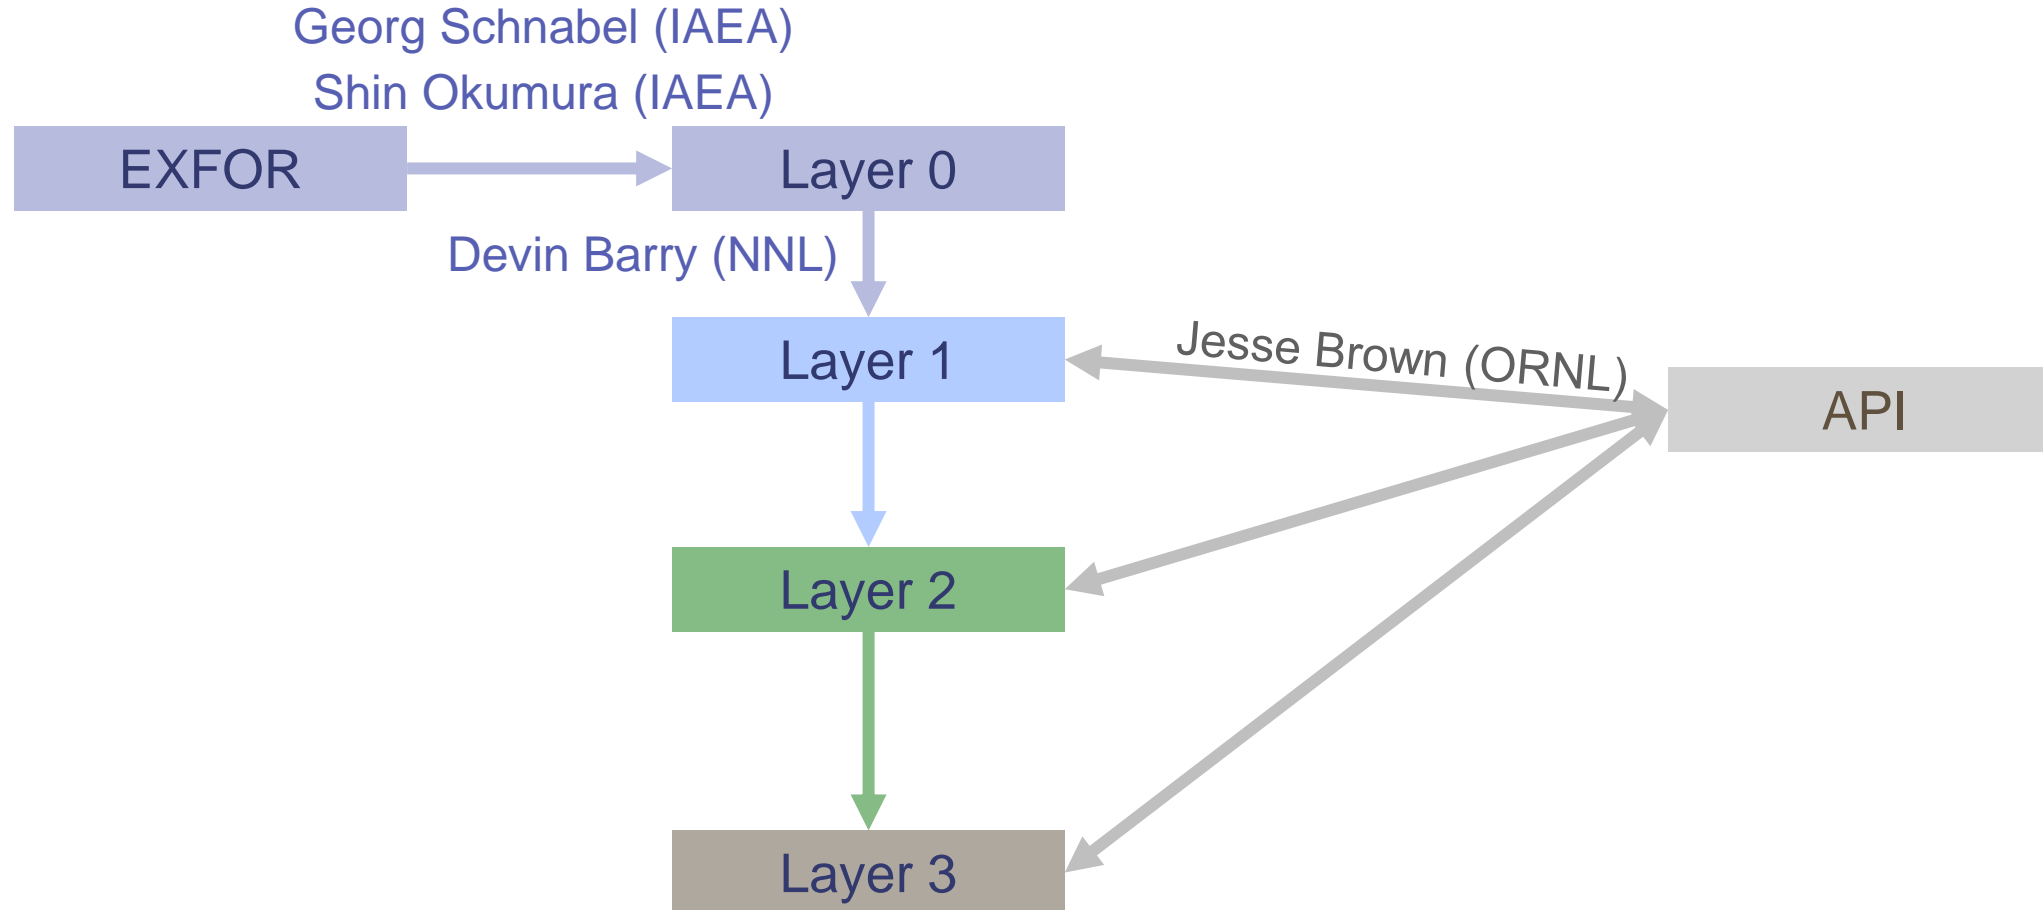 Georg Schnabel (IAEA)
Shin Okumura (IAEA)
EXFOR
Layer 0
Devin Barry (NNL)
Layer 1
Jesse Brown (ORNL)
API
Layer 2
Layer 3